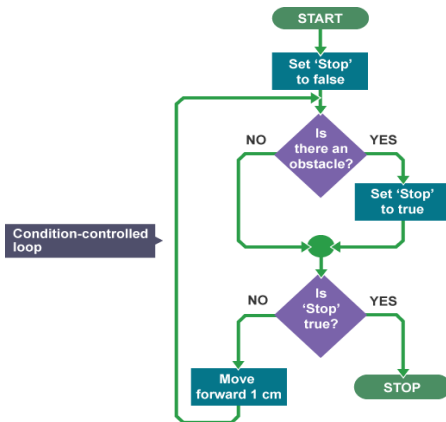 START
Set ‘Stop’
to false
Is
there an
obstacle?
NO
YES
Set ‘Stop’
to true
Condition-controlled
loop
Is
‘Stop’
true?
NO
YES
Move
forward 1 cm
STOP